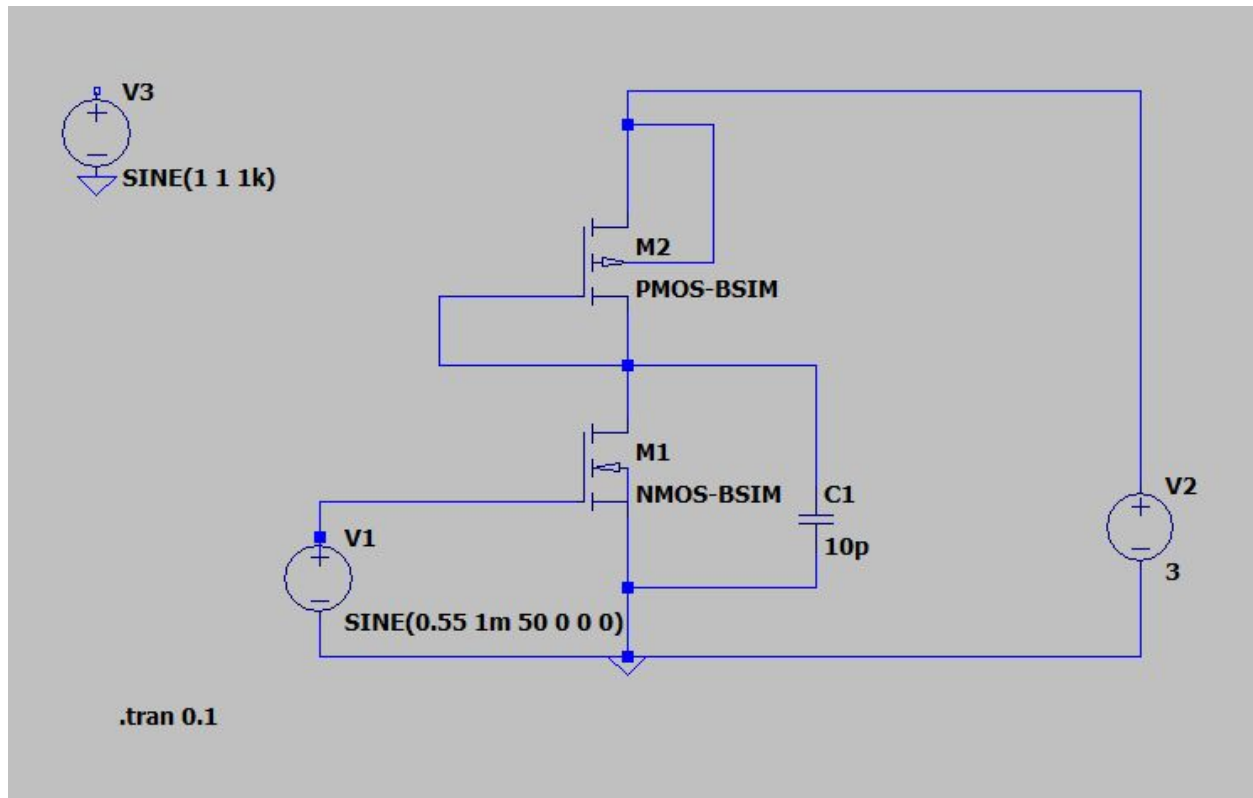 V3
SINE(1 1 1k)
M2
PMOS-BSIM
M1
NMOS-BSIM
C1
10p
V2
3
V1
SINE(0.55 1m 50 0 0 0)
.tran 0.1